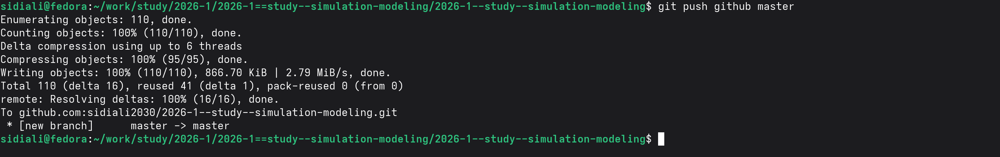 sidiali@fedora:~/work/study/2026-1/2026-1==study--simulation-modeling/2026-1--study--simulation-modeling$ git push github master
Enumerating objects: 110, done.
Counting objects: 100% (110/110), done.
Delta compression using up to 6 threads
Compressing objects: 100% (95/95), done.
Writing objects: 100% (110/110), 866.70 KiB | 2.79 MiB/s, done.
Total 110 (delta 16), reused 41 (delta 1), pack-reused 0 (from 0)
remote: Resolving deltas: 100% (16/16), done.
To github.com:sidiali2030/2026-1--study--simulation-modeling.git
 * [new branch]      master -> master
sidiali@fedora:~/work/study/2026-1/2026-1==study--simulation-modeling/2026-1--study--simulation-modeling$